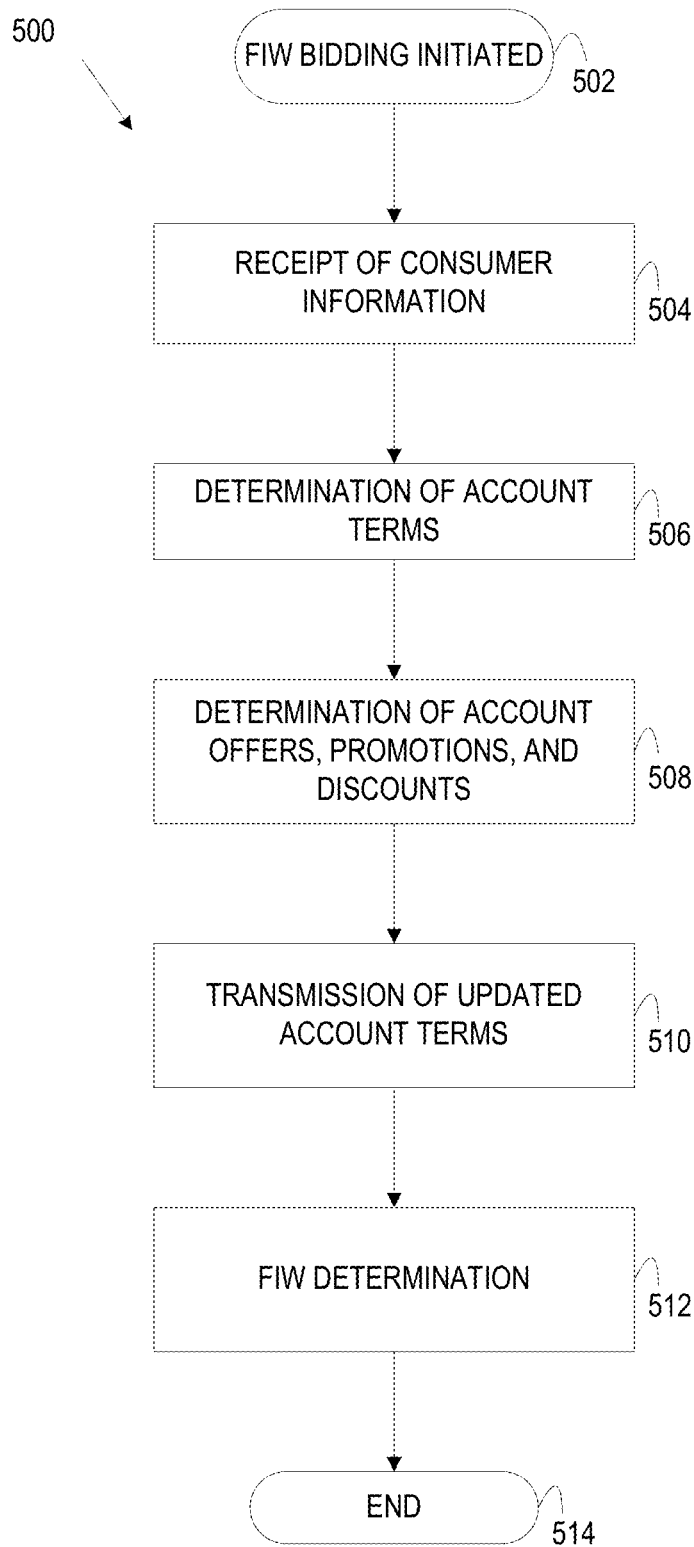 500
FIW BIDDING INITIATED
502
RECEIPT OF CONSUMER
INFORMATION
504
DETERMINATION OF ACCOUNT
TERMS
506
DETERMINATION OF ACCOUNT
OFFERS, PROMOTIONS, AND
DISCOUNTS
508
TRANSMISSION OF UPDATED
ACCOUNT TERMS
510
FIW DETERMINATION
512
END
514